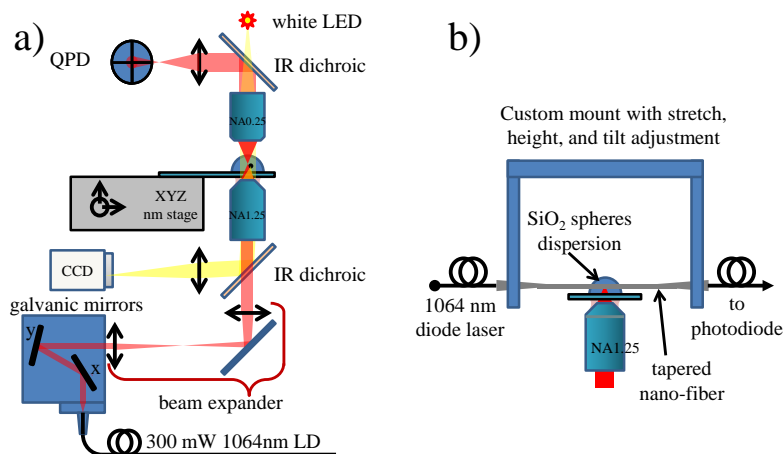 a)
white LED
QPD
IR dichroic
NA0.25
XYZ
nm stage
NA1.25
CCD
IR dichroic
galvanic mirrors
y
x
beam expander
300 mW 1064nm LD
b)
Custom mount with stretch,
height, and tilt adjustment
SiO₂ spheres
dispersion
1064 nm
diode laser
NA1.25
to
photodiode
tapered
nano-fiber